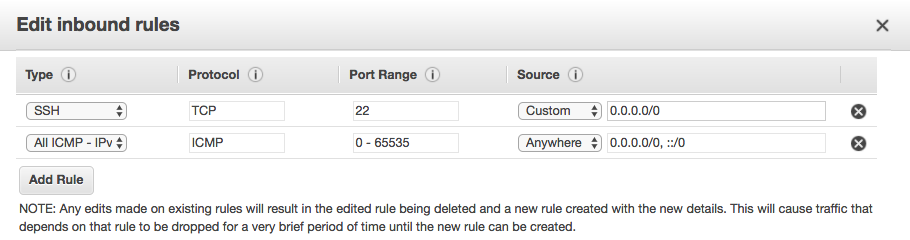 Edit inbound rules
Type Protocol Port Range Source
SSH TCP 22 Custom 0.0.0.0/0
All ICMP - IPv ICMP 0 - 65535 Anywhere 0.0.0.0/0, ::/0
Add Rule
NOTE: Any edits made on existing rules will result in the edited rule being deleted and a new rule created with the new details. This will cause traffic that
depends on that rule to be dropped for a very brief period of time until the new rule can be created.